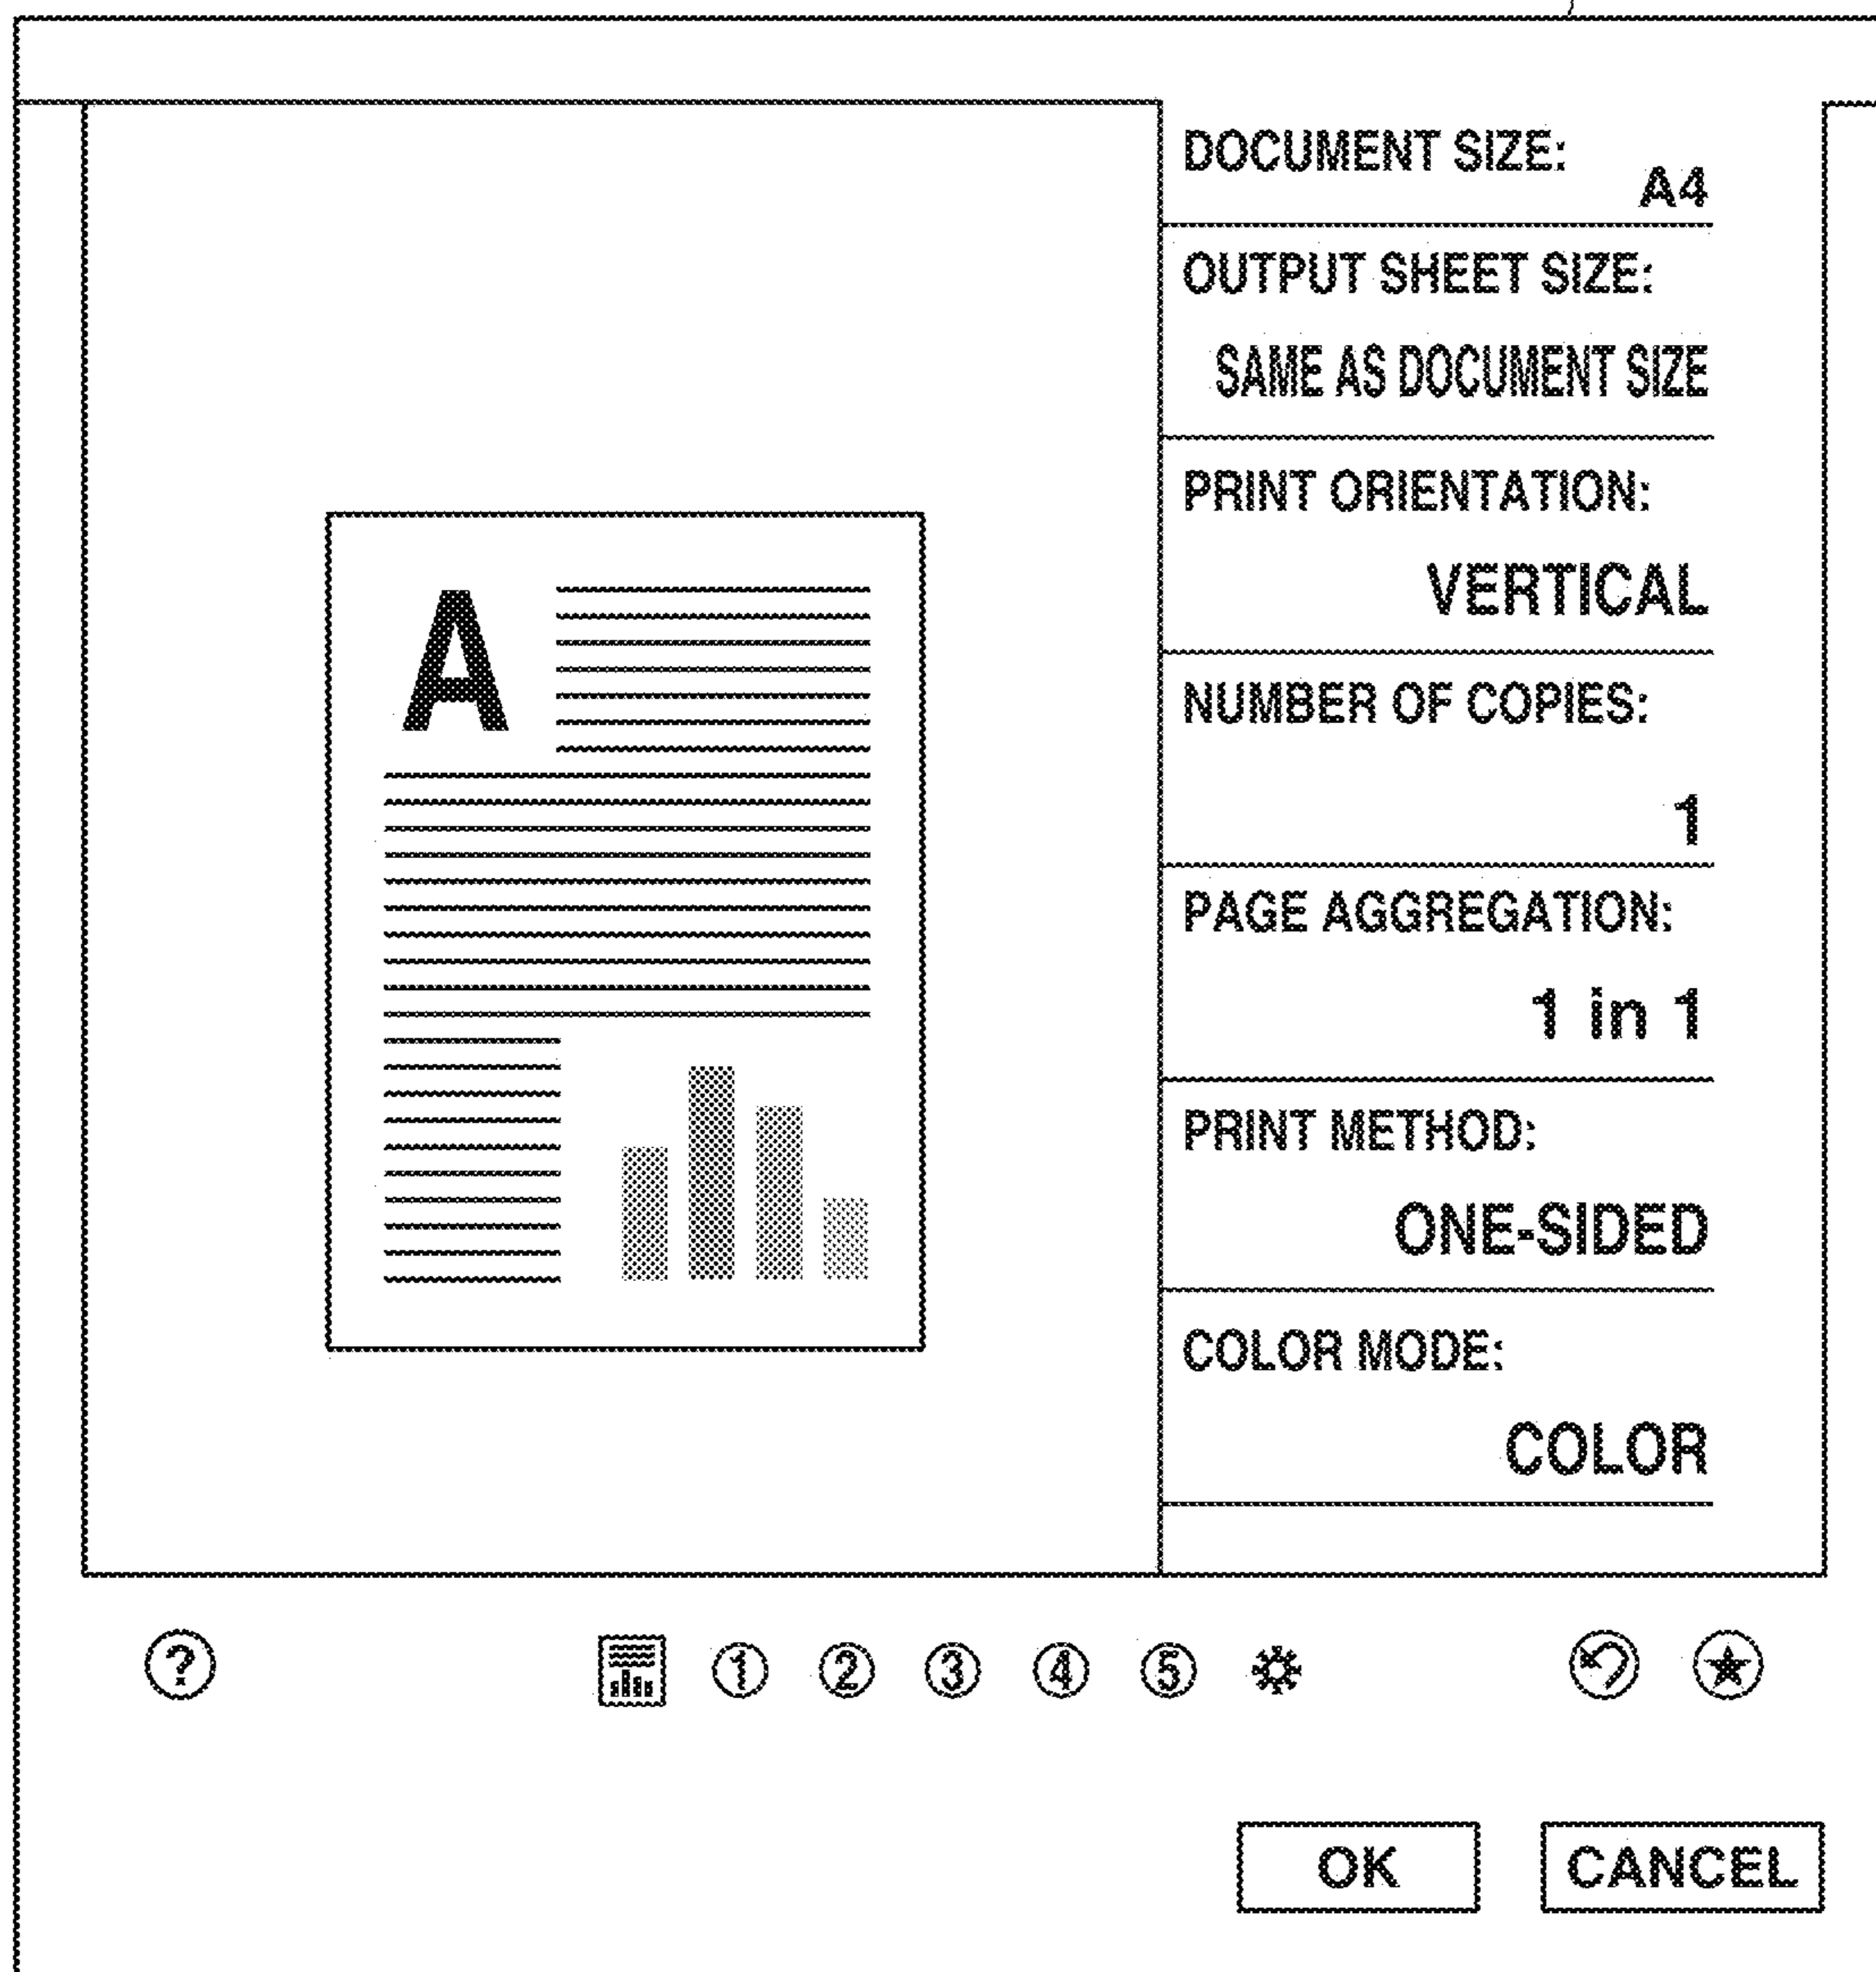 DOCUMENT SIZE:
A4
OUTPUT SHEET SIZE:
SAME AS DOCUMENT SIZE
PRINT ORIENTATION:
VERTICAL
A
NUMBER OF COPIES:
1
PAGE AGGREGATION:
1 in 1
PRINT METHOD:
ONE-SIDED
COLOR MODE:
COLOR
? 1 2 3 4 5
OK CANCEL